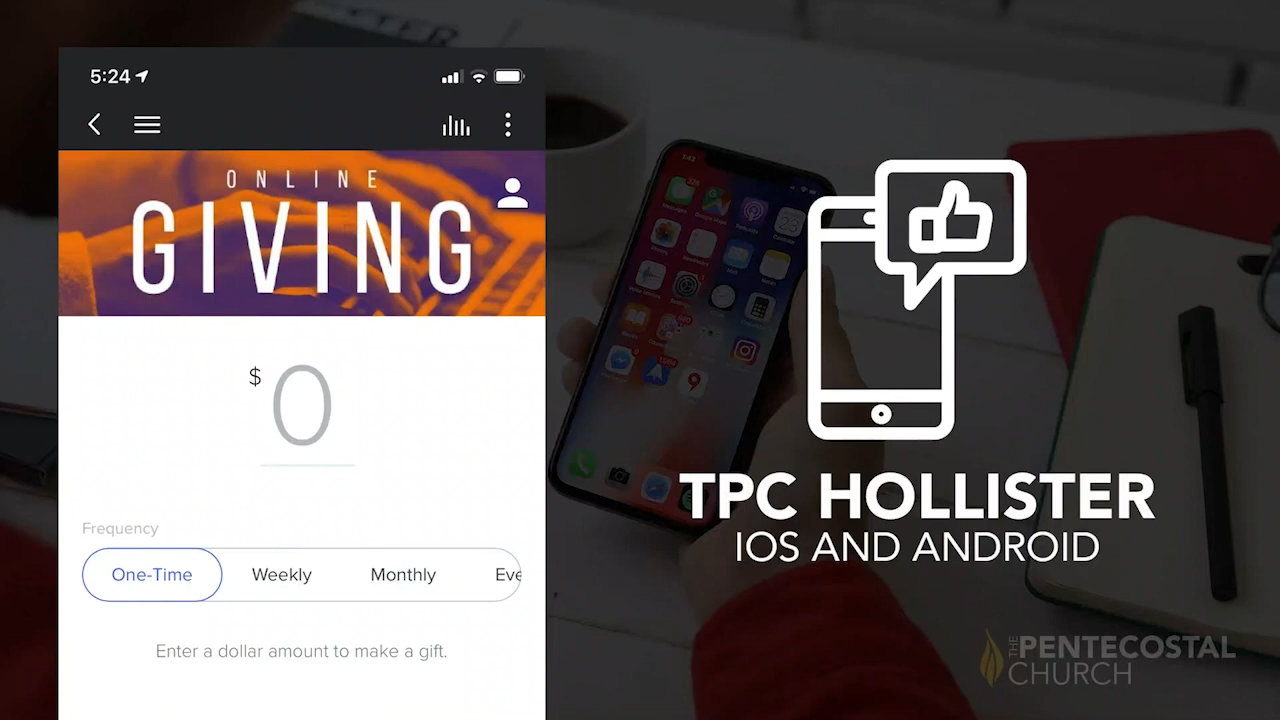 5:24
ONLINE
GIVING
$ 0
Frequency
One-Time Weekly Monthly Eve
Enter a dollar amount to make a gift.
TPC HOLLISTER
IOS AND ANDROID
THE PENTECOSTAL
CHURCH